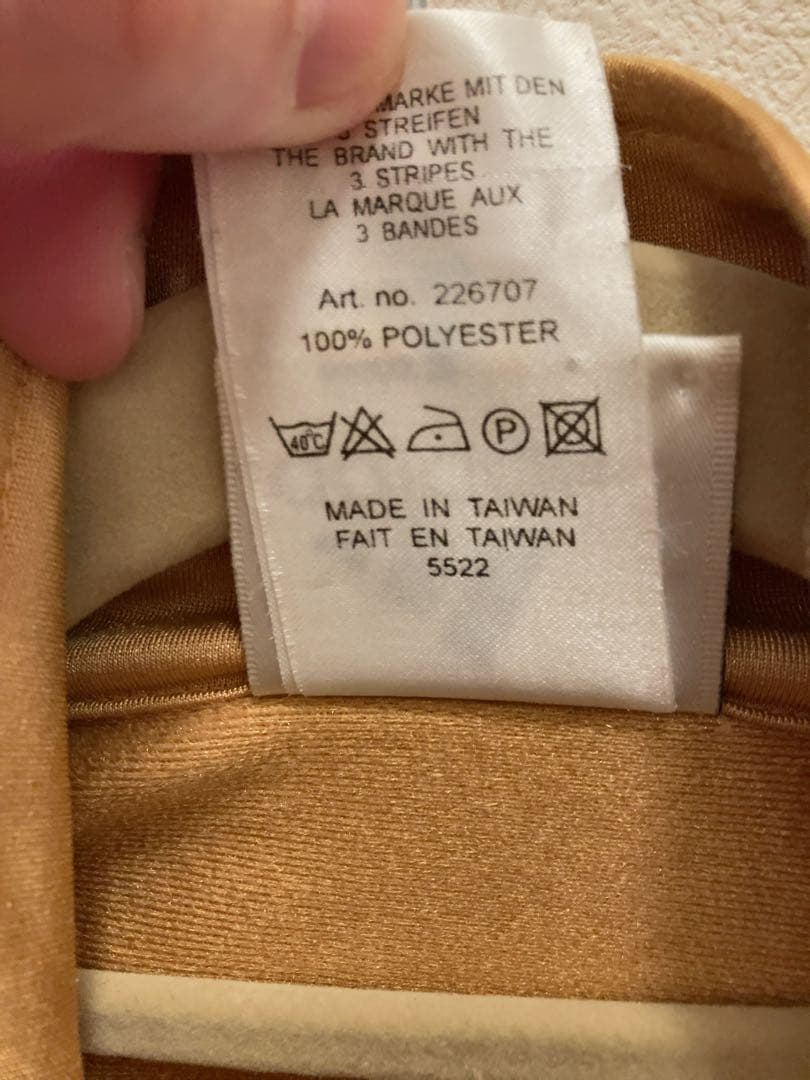 MARKE MIT DEN
3 STREIFEN
THE BRAND WITH THE
3 STRIPES
LA MARQUE AUX
3 BANDES
Art. no. 226707
100% POLYESTER
40°C P
MADE IN TAIWAN
FAIT EN TAIWAN
5522